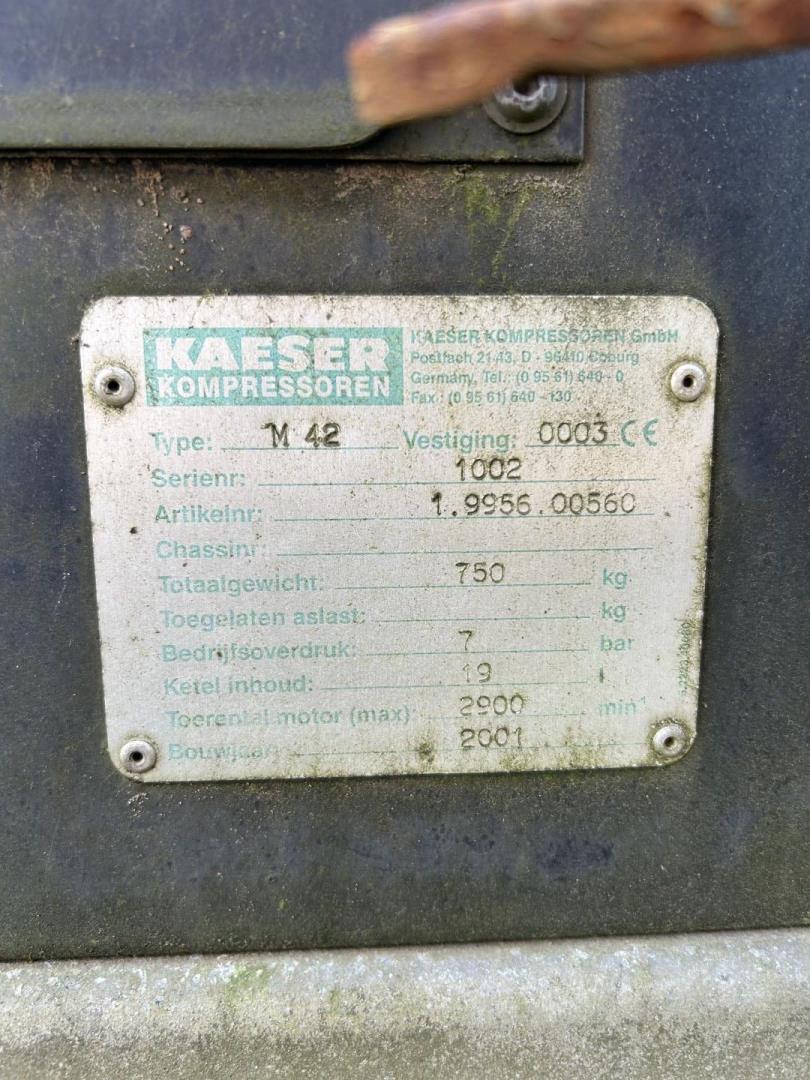 KAESER
KOMPRESSOREN
KAESER KOMPRESSOREN GmbH
Postfach 21 43, D - 96410 Coburg
Germany, Tel.: (0 95 61) 640 - 0
Fax.: (0 95 61) 640 - 130
Type: M 42 Vestiging: 0003 CE
Serienr: 1002
Artikelnr: 1.9956.00560
Chassinr:
Totaalgewicht: 750 kg
Toegelaten aslast: kg
Bedrijfsoverdruk: 7 bar
Ketel inhoud: 19 l
Toerental motor (max): 2900 min⁻¹
Bouwjaar: 2001